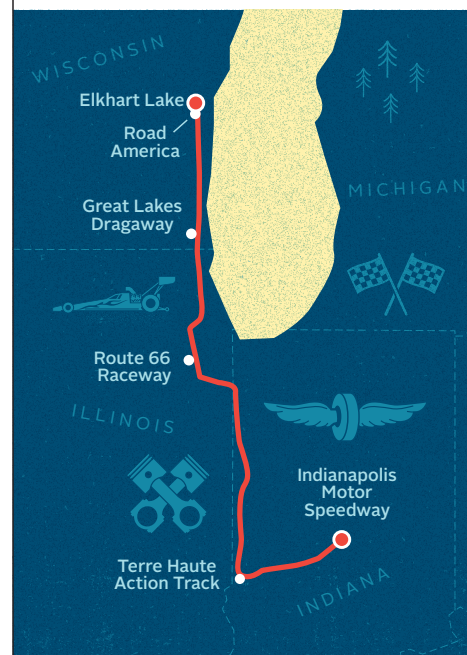 WISCONSIN
Elkhart Lake
Road
America
MICHIGAN
Great Lakes
Dragaway
Route 66
Raceway
ILLINOIS
Indianapolis
Motor
Speedway
Terre Haute
Action Track
INDIANA